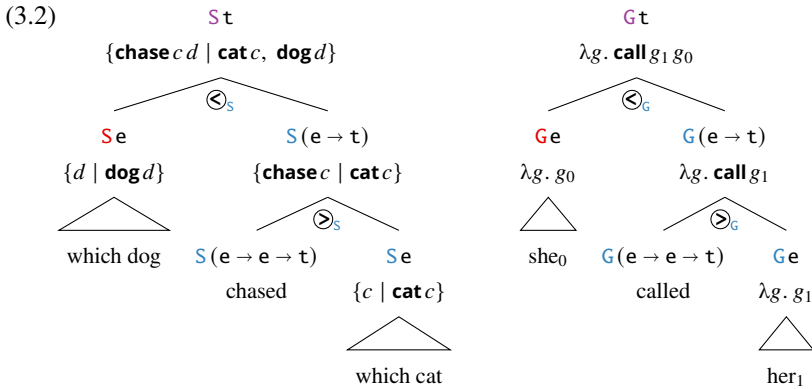 (3.2)
S t
{chase c d | cat c, dog d}
<S
S e
{d | dog d}
which dog
S (e → t)
{chase c | cat c}
>S
S (e → e → t)
chased
S e
{c | cat c}
which cat
G t
λg. call g₁ g₀
<G
G e
λg. g₀
she₀
G (e → t)
λg. call g₁
>G
G (e → e → t)
called
G e
λg. g₁
her₁